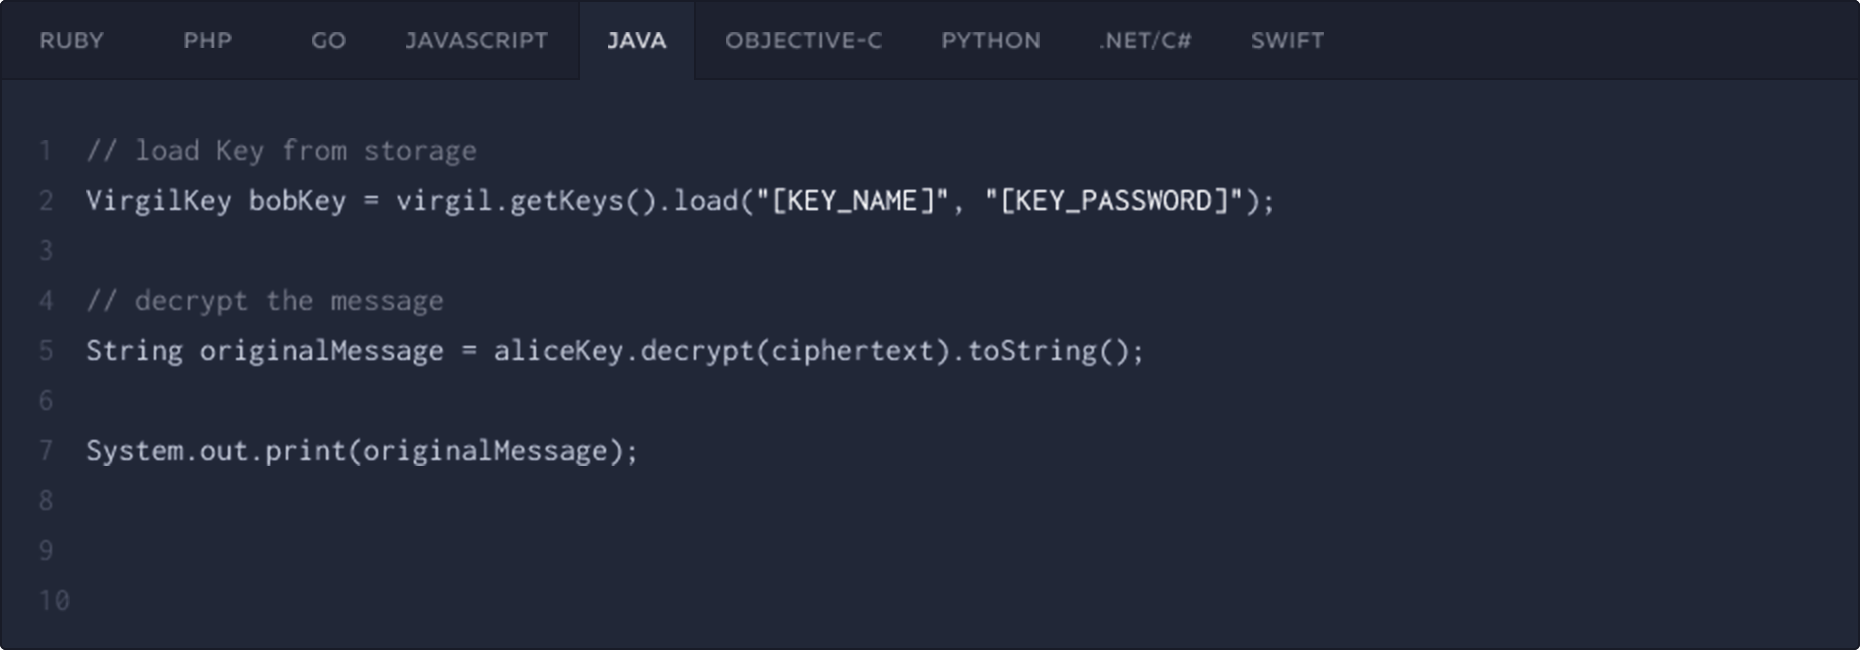 RUBY PHP GO JAVASCRIPT JAVA OBJECTIVE-C PYTHON .NET/C# SWIFT
1 // load Key from storage
2 VirgilKey bobKey = virgil.getKeys().load("[KEY_NAME]", "[KEY_PASSWORD]");
3
4 // decrypt the message
5 String originalMessage = aliceKey.decrypt(ciphertext).toString();
6
7 System.out.print(originalMessage);
8
9
10